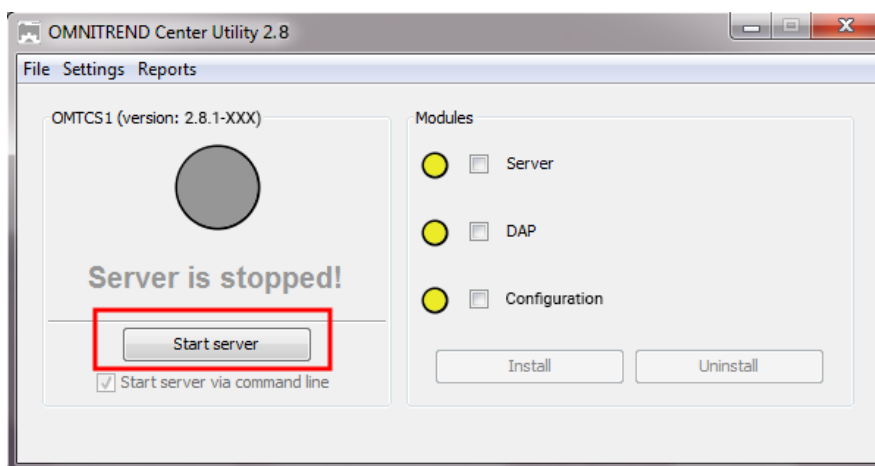 OMNITREND Center Utility 2.8
File Settings Reports
OMTCS1 (version: 2.8.1-XXX)
Server is stopped!
Start server
Start server via command line
Modules
Server
DAP
Configuration
Install Uninstall